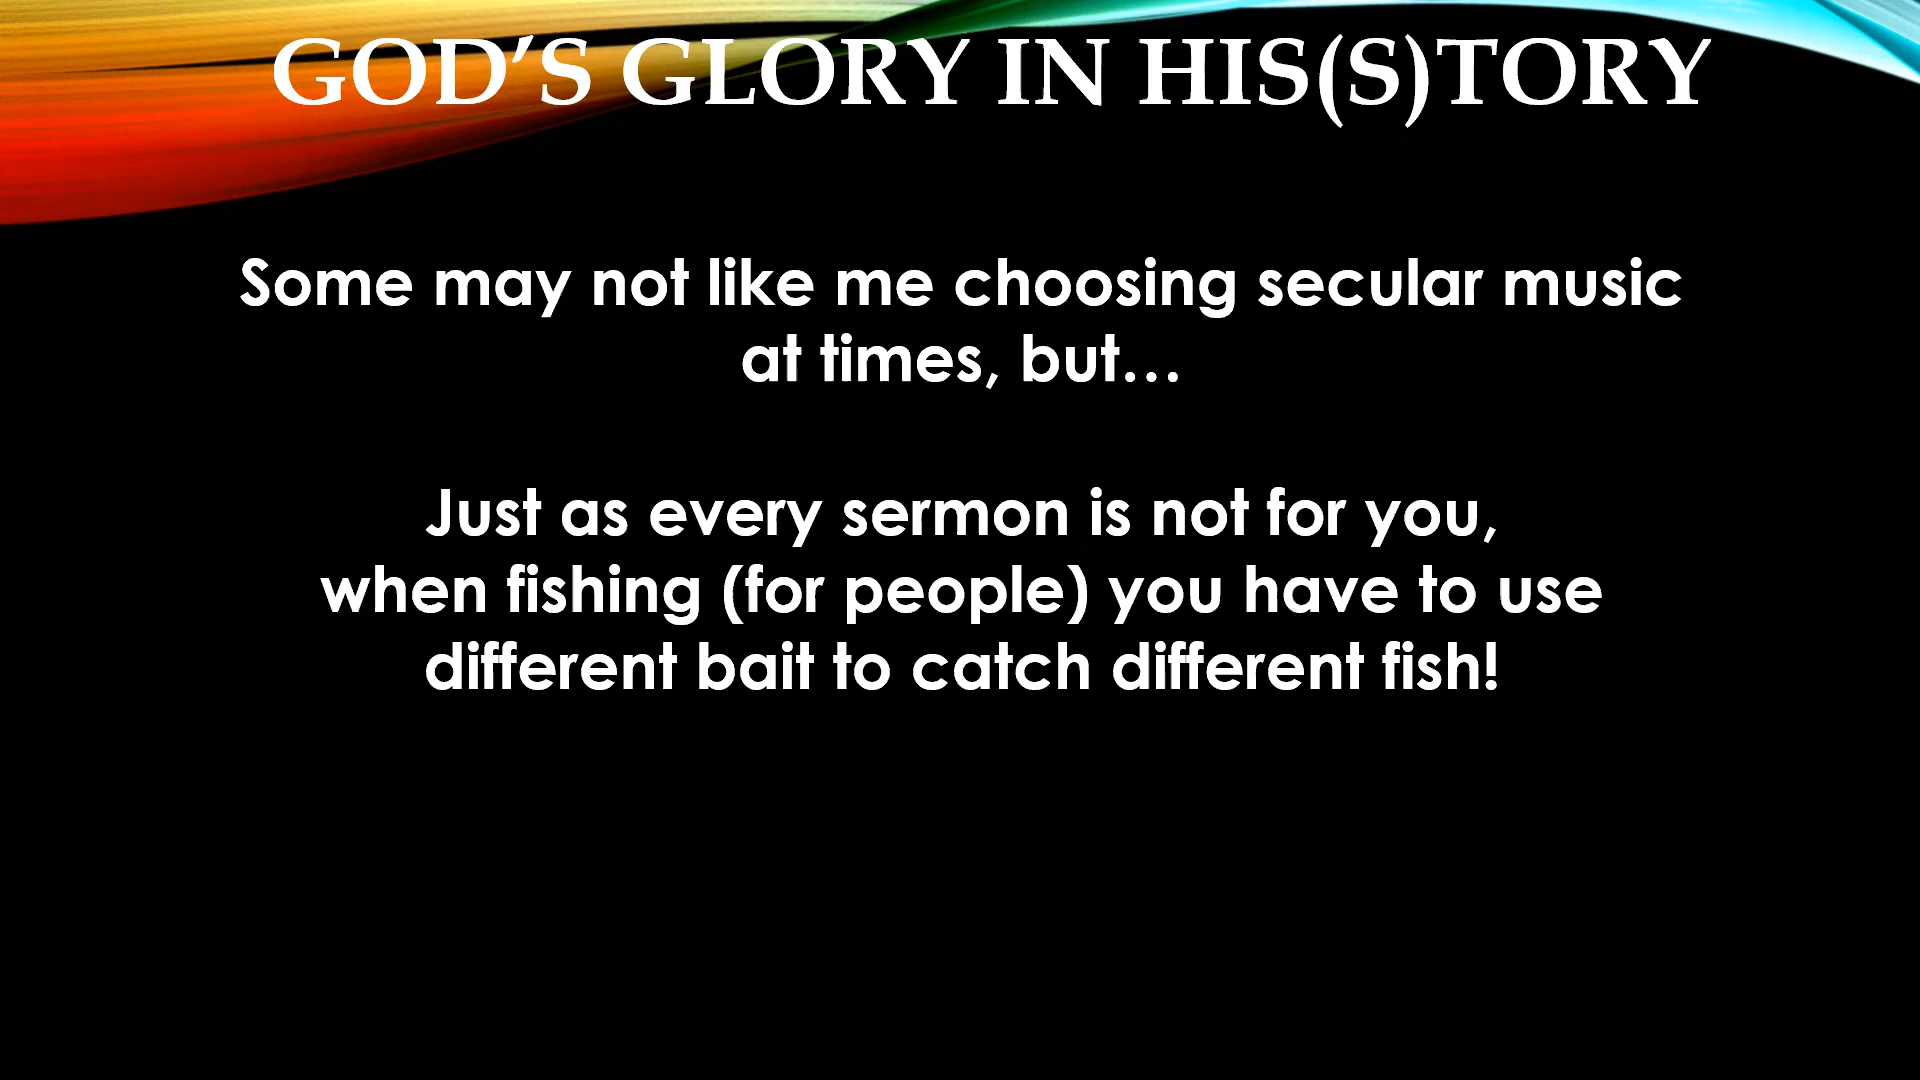 GOD’S GLORY IN HIS(S)TORY
Some may not like me choosing secular music
at times, but…
Just as every sermon is not for you,
when fishing (for people) you have to use
different bait to catch different fish!